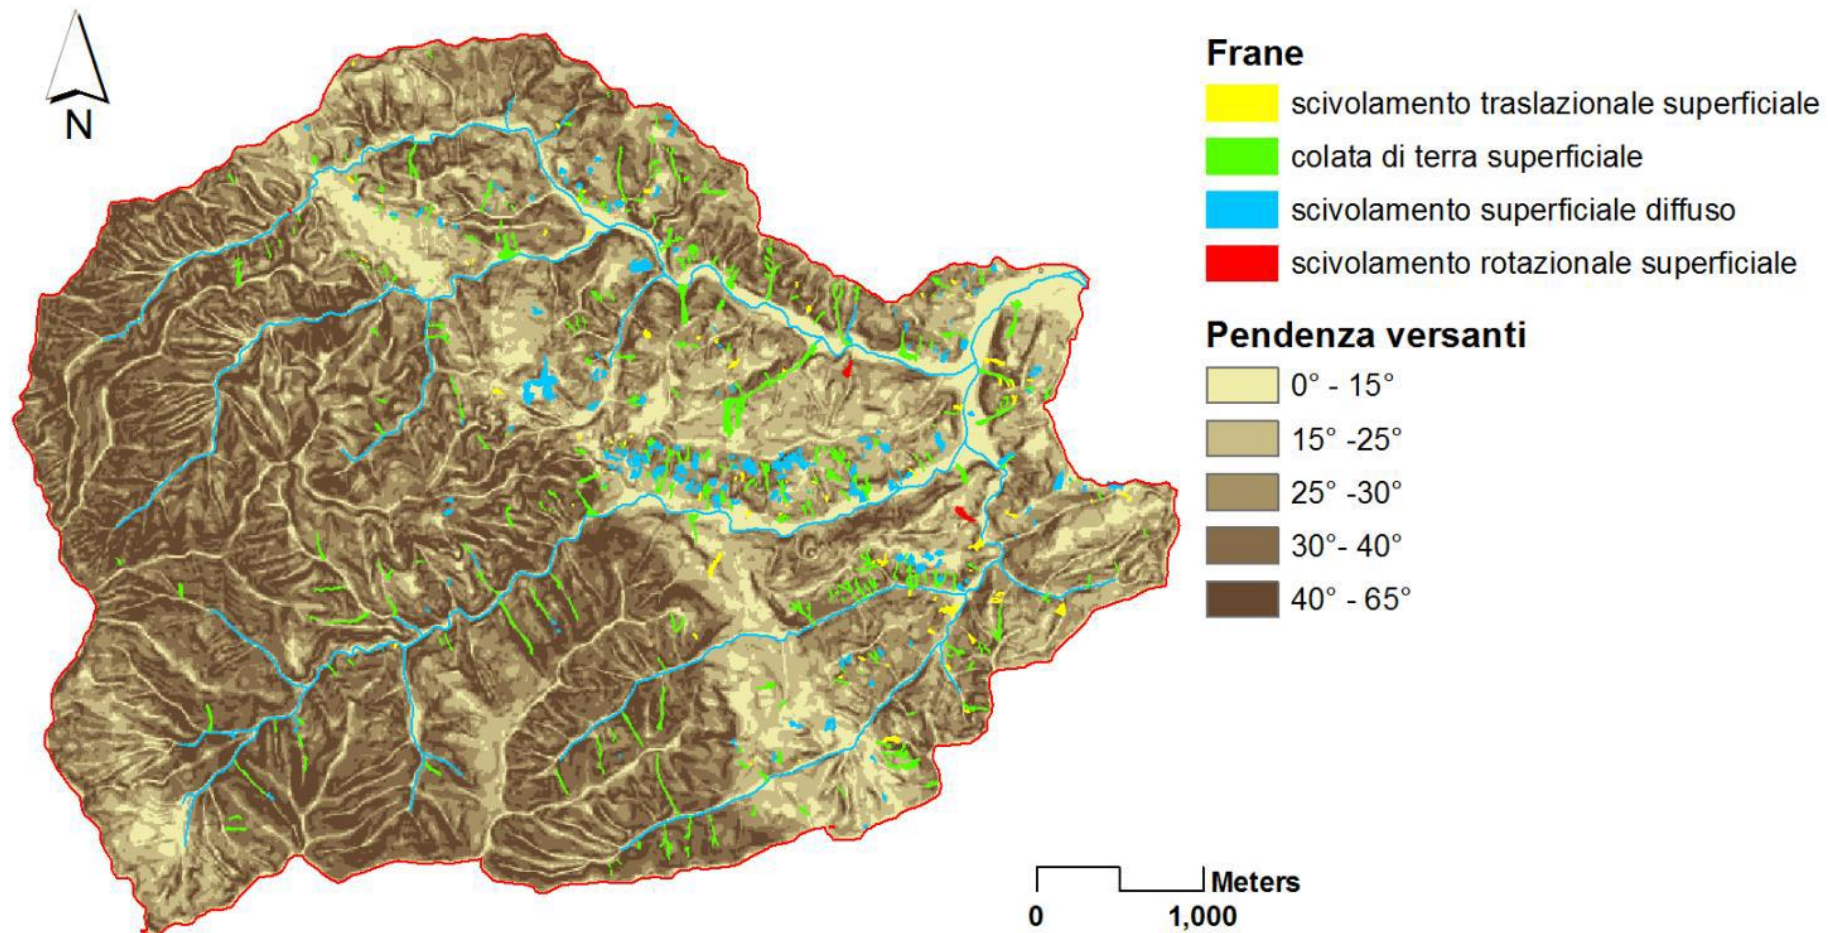 N
Frane
scivolamento traslazionale superficiale
colata di terra superficiale
scivolamento superficiale diffuso
scivolamento rotazionale superficiale
Pendenza versanti
0° - 15°
15° -25°
25° -30°
30°- 40°
40° - 65°
Meters
0 1,000